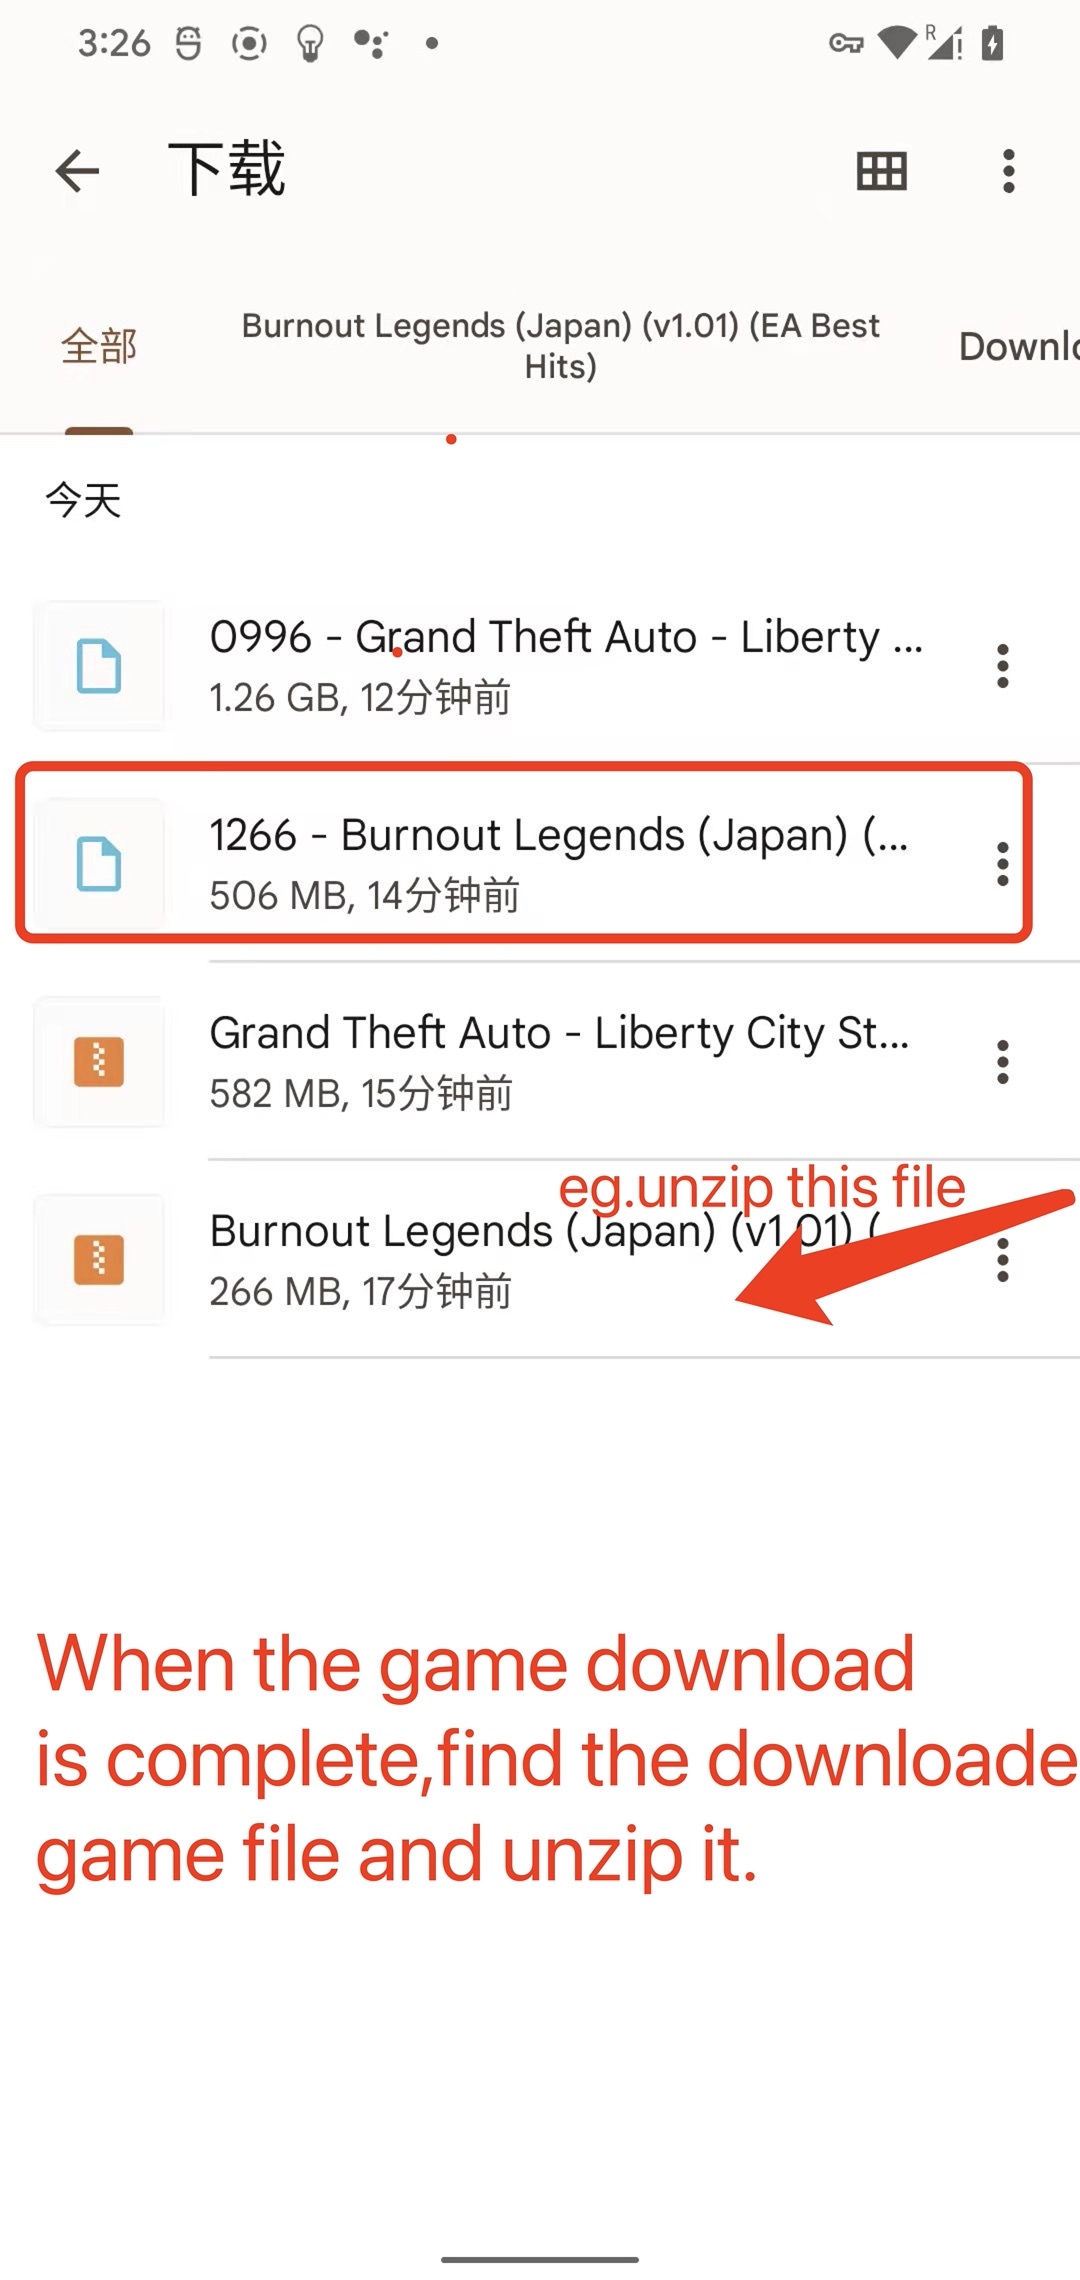 3:26
R
下载
全部
Burnout Legends (Japan) (v1.01) (EA Best
Hits)
Downlo
今天
0996 - Grand Theft Auto - Liberty ...
1.26 GB, 12分钟前
1266 - Burnout Legends (Japan) (...
506 MB, 14分钟前
Grand Theft Auto - Liberty City St...
582 MB, 15分钟前
eg.unzip this file
Burnout Legends (Japan) (v1.01) (
266 MB, 17分钟前
When the game download
is complete,find the downloade
game file and unzip it.